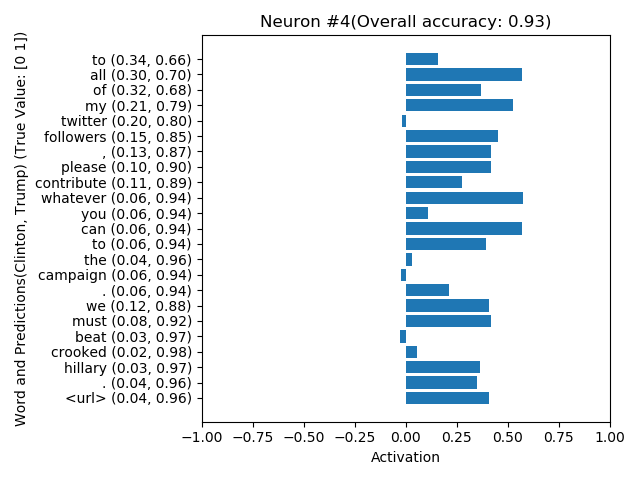 Neuron #4(Overall accuracy: 0.93)
Word and Predictions(Clinton, Trump) (True Value: [0 1])
to (0.34, 0.66)
all (0.30, 0.70)
of (0.32, 0.68)
my (0.21, 0.79)
twitter (0.20, 0.80)
followers (0.15, 0.85)
, (0.13, 0.87)
please (0.10, 0.90)
contribute (0.11, 0.89)
whatever (0.06, 0.94)
you (0.06, 0.94)
can (0.06, 0.94)
to (0.06, 0.94)
the (0.04, 0.96)
campaign (0.06, 0.94)
. (0.06, 0.94)
we (0.12, 0.88)
must (0.08, 0.92)
beat (0.03, 0.97)
crooked (0.02, 0.98)
hillary (0.03, 0.97)
. (0.04, 0.96)
<url> (0.04, 0.96)
−1.00 −0.75 −0.50 −0.25 0.00 0.25 0.50 0.75 1.00
Activation